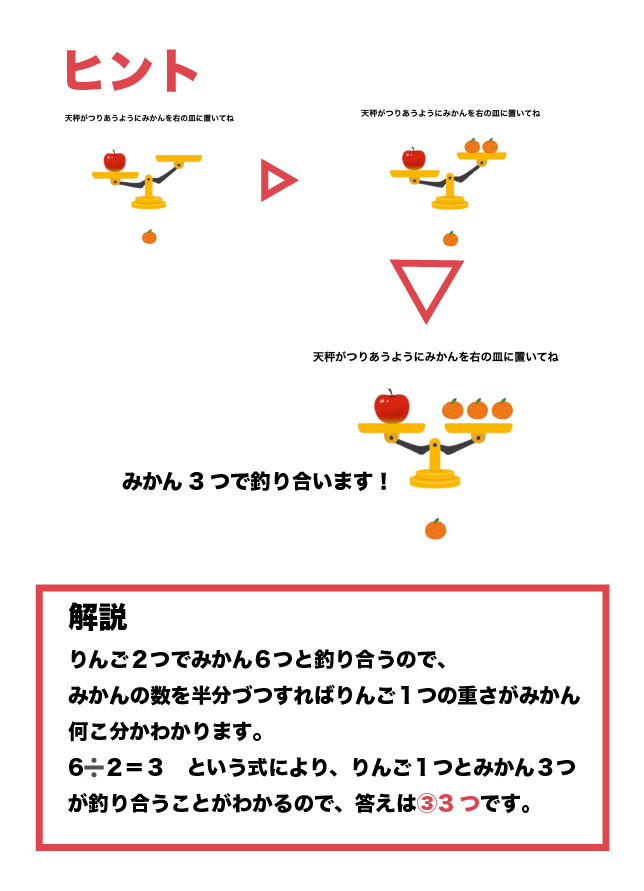 ヒント
天秤がつりあうようにみかんを右の皿に置いてね
天秤がつりあうようにみかんを右の皿に置いてね
天秤がつりあうようにみかんを右の皿に置いてね
みかん3つで釣り合います！
解説
りんご２つでみかん６つと釣り合うので、
みかんの数を半分づつすればりんご１つの重さがみかん
何こ分かわかります。
6➗２＝３　という式により、りんご１つとみかん３つ
が釣り合うことがわかるので、答えは③3つです。